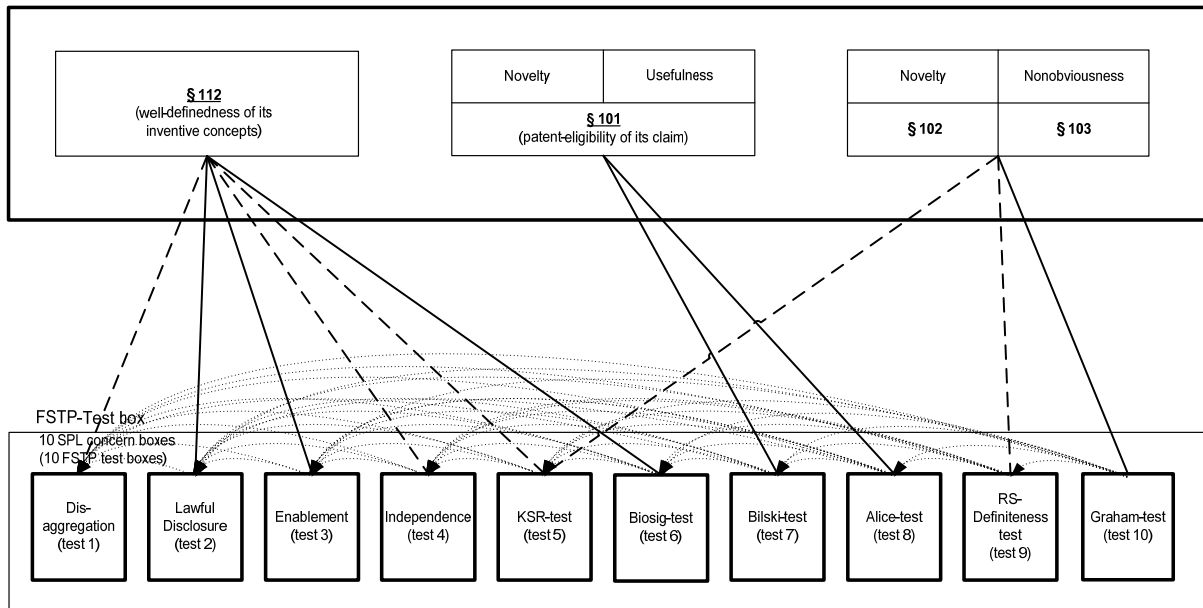 § 112
(well-definedness of its
inventive concepts)
Novelty
Usefulness
§ 101
(patent-eligibility of its claim)
Novelty
Nonobviousness
§ 102
§ 103
FSTP-Test box
10 SPL concern boxes
(10 FSTP test boxes)
Dis-
aggregation
(test 1)
Lawful
Disclosure
(test 2)
Enablement
(test 3)
Independence
(test 4)
KSR-test
(test 5)
Biosig-test
(test 6)
Bilski-test
(test 7)
Alice-test
(test 8)
RS-
Definiteness
test
(test 9)
Graham-test
(test 10)